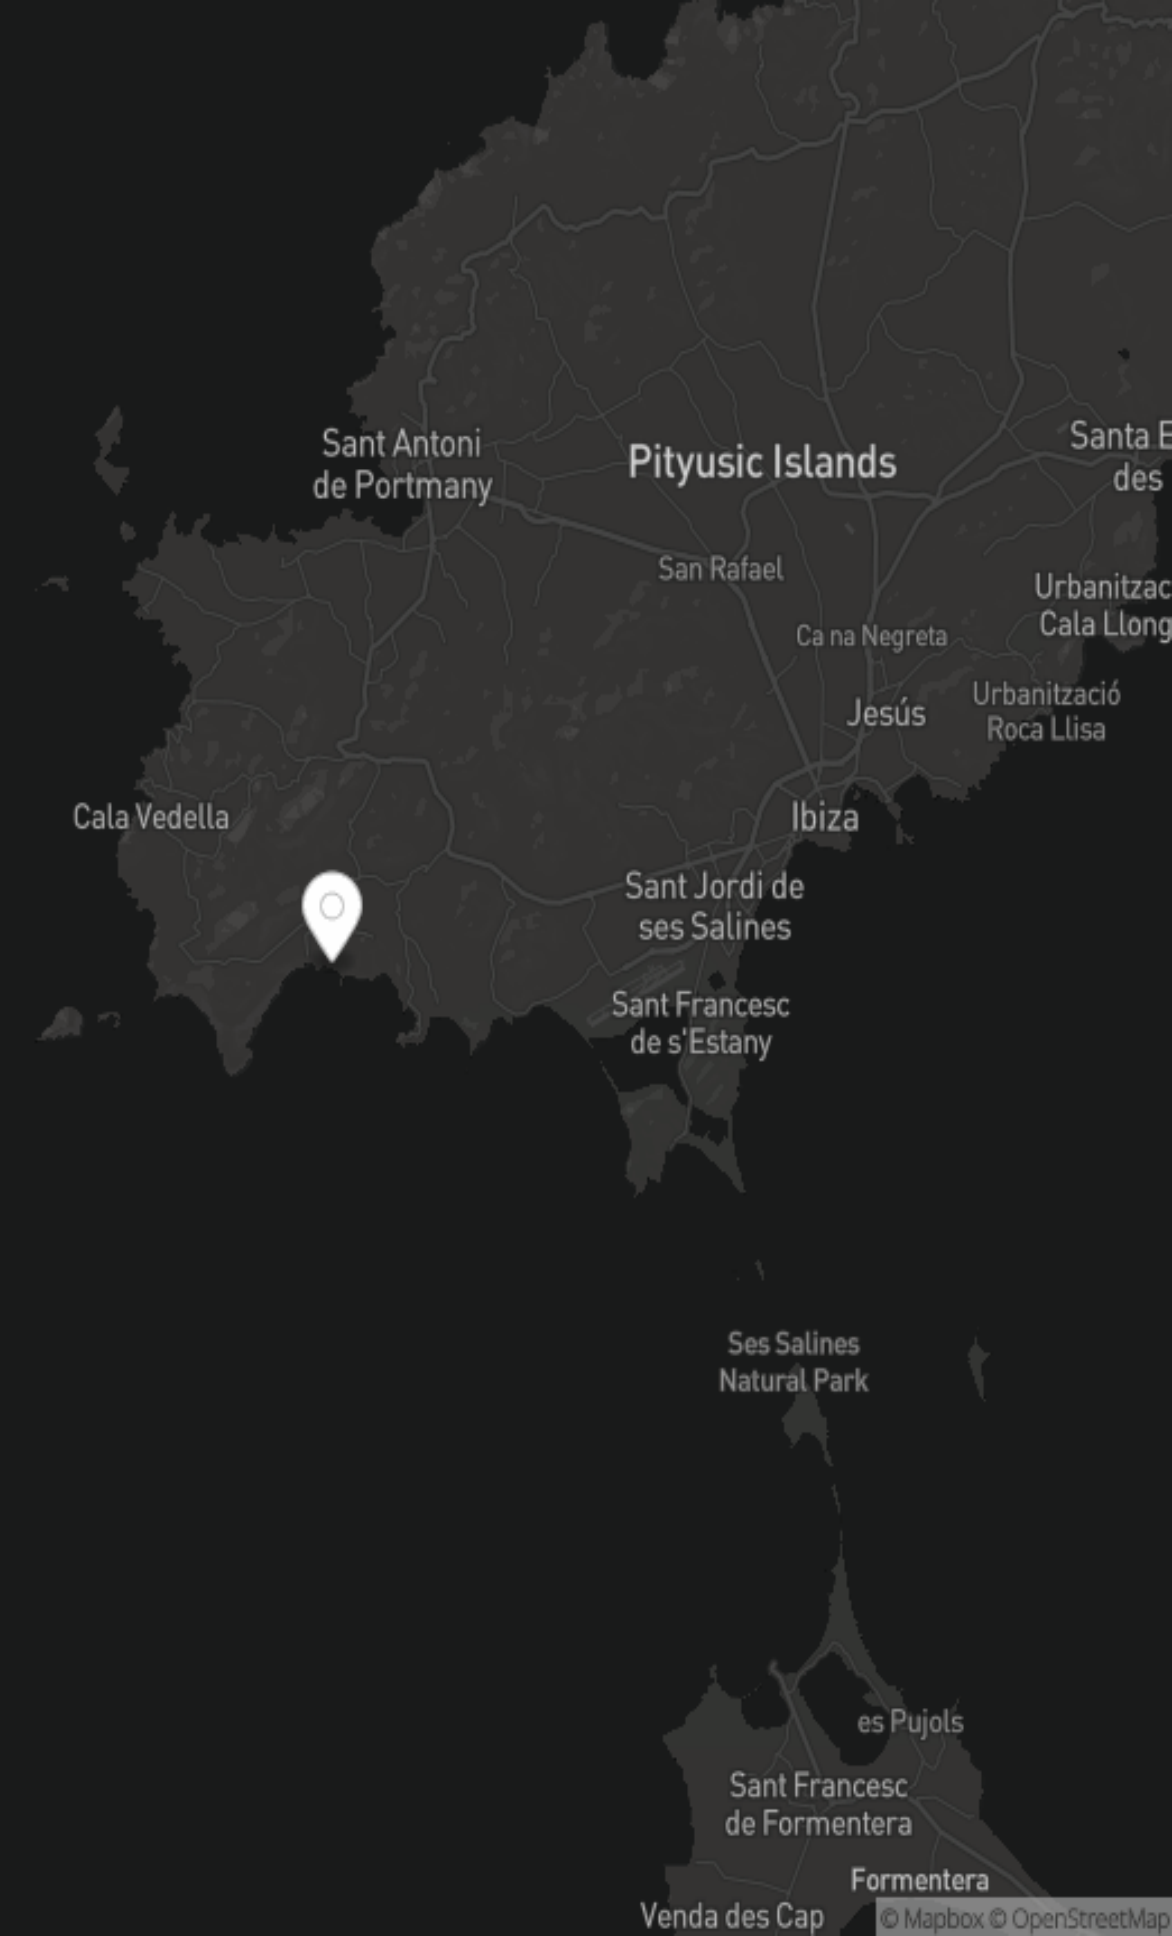 Sant Antoni
de Portmany
Pityusic Islands
Santa E
des
San Rafael
Urbanitzac
Cala Llong
Ca na Negreta
Urbanització
Roca Llisa
Jesús
Cala Vedella
Ibiza
Sant Jordi de
ses Salines
Sant Francesc
de s'Estany
Ses Salines
Natural Park
es Pujols
Sant Francesc
de Formentera
Formentera
Venda des Cap
© Mapbox © OpenStreetMap